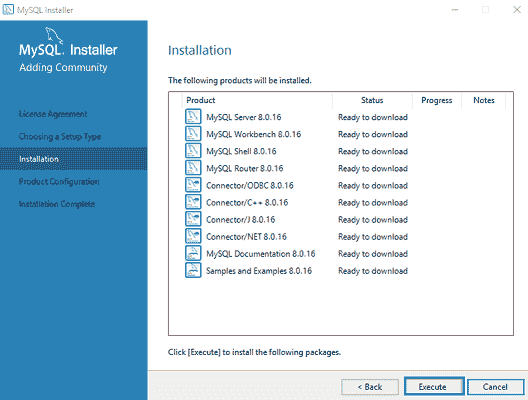 MySQL Installer
MySQL. Installer
Adding Community
License Agreement
Choosing a Setup Type
Installation
Product Configuration
Installation Complete
Installation
The following products will be installed.
Product Status Progress Notes
MySQL Server 8.0.16 Ready to download
MySQL Workbench 8.0.16 Ready to download
MySQL Shell 8.0.16 Ready to download
MySQL Router 8.0.16 Ready to download
Connector/ODBC 8.0.16 Ready to download
Connector/C++ 8.0.16 Ready to download
Connector/J 8.0.16 Ready to download
Connector/NET 8.0.16 Ready to download
MySQL Documentation 8.0.16 Ready to download
Samples and Examples 8.0.16 Ready to download
Click [Execute] to install the following packages.
< Back Execute Cancel